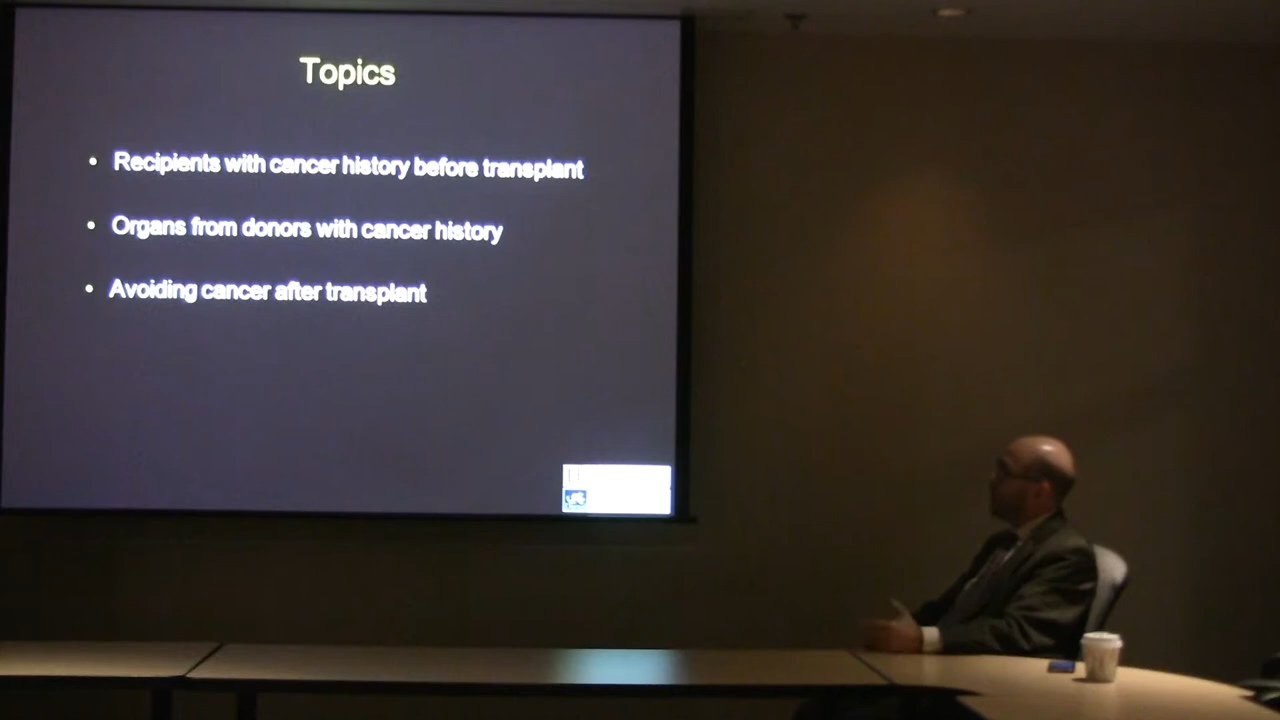 Topics
• Recipients with cancer history before transplant
• Organs from donors with cancer history
• Avoiding cancer after transplant